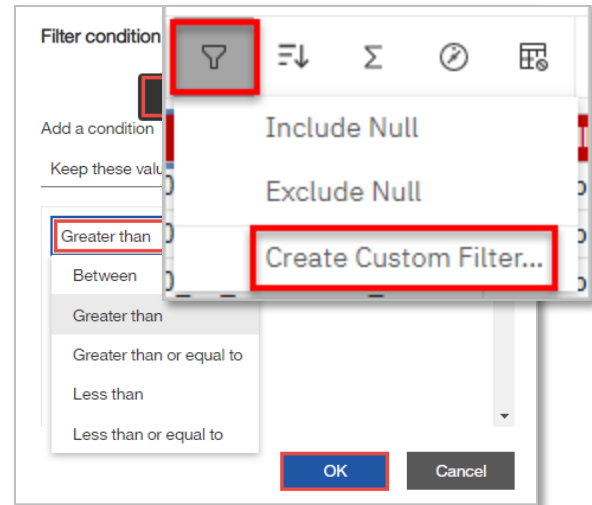 Filter condition
Add a condition
Keep these valu
Include Null
Exclude Null
Create Custom Filter...
Greater than
Between
Greater than
Greater than or equal to
Less than
Less than or equal to
OK
Cancel